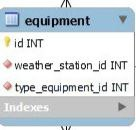 equipment
id INT
weather_station_id INT
type_equipment_id INT
Indexes